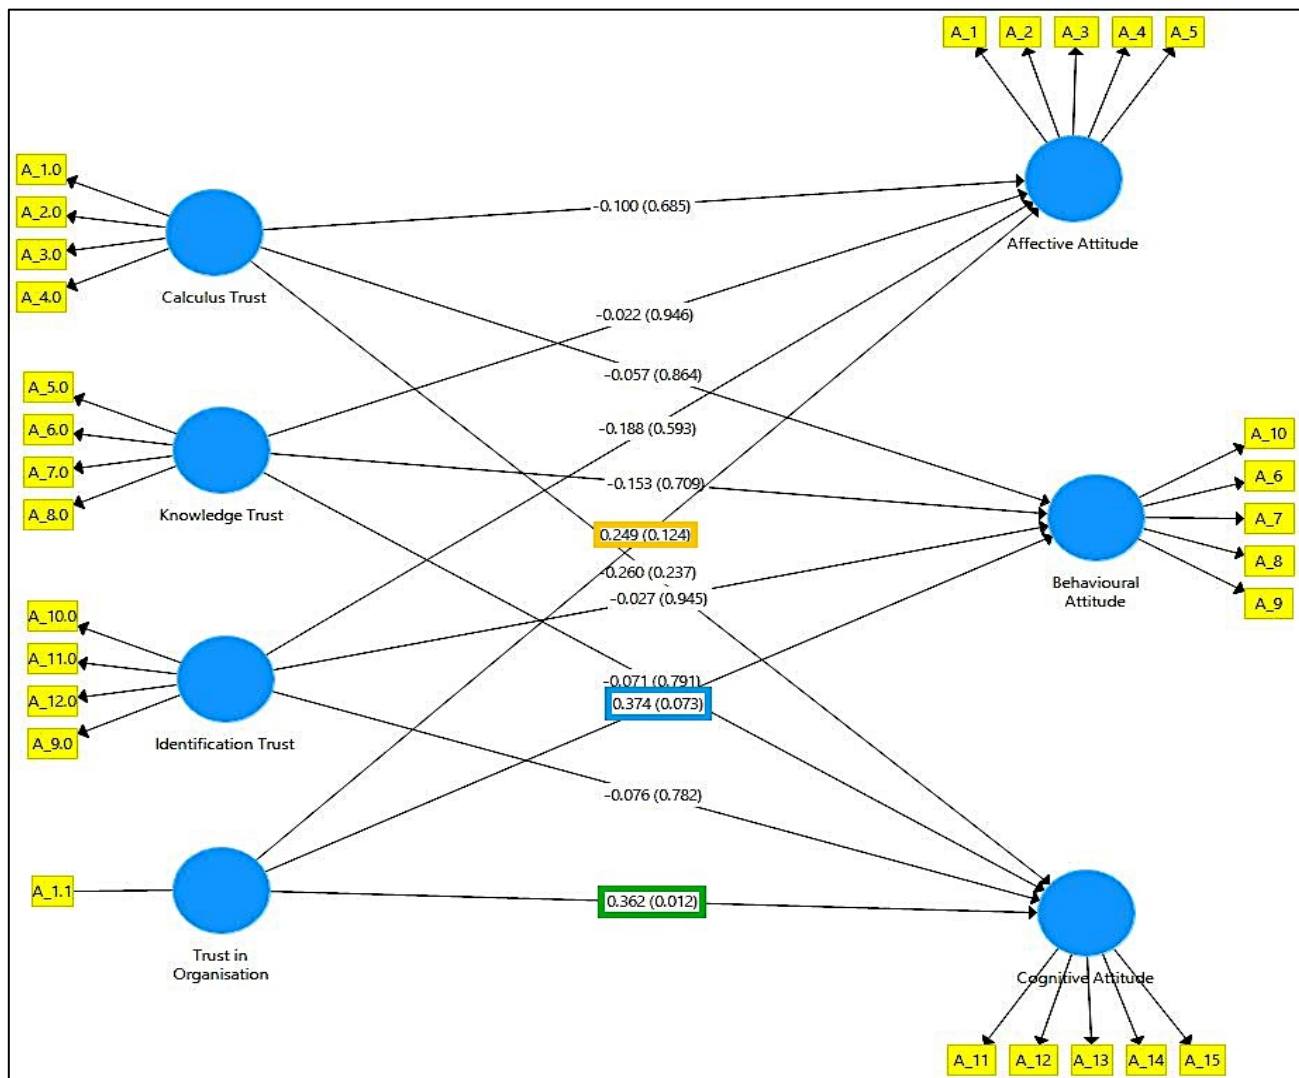 A_1
A_2
A_3
A_4
A_5
Affective Attitude
A_1.0
A_2.0
A_3.0
A_4.0
Calculus Trust
-0.100 (0.685)
-0.022 (0.946)
-0.057 (0.864)
A_5.0
A_6.0
A_7.0
A_8.0
Knowledge Trust
-0.188 (0.593)
-0.153 (0.709)
0.249 (0.124)
-0.260 (0.237)
-0.027 (0.945)
A_10
A_6
A_7
A_8
A_9
Behavioural
Attitude
A_10.0
A_11.0
A_12.0
A_9.0
Identification Trust
-0.071 (0.791)
0.374 (0.073)
-0.076 (0.782)
A_1.1
Trust in
Organisation
0.362 (0.012)
Cognitive Attitude
A_11
A_12
A_13
A_14
A_15